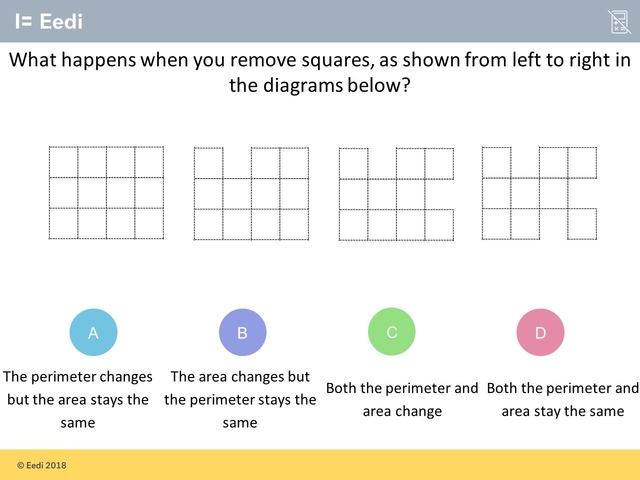 I= Eedi
What happens when you remove squares, as shown from left to right in
the diagrams below?
A
B
C
D
The perimeter changes
but the area stays the
same
The area changes but
the perimeter stays the
same
Both the perimeter and
area change
Both the perimeter and
area stay the same
© Eedi 2018